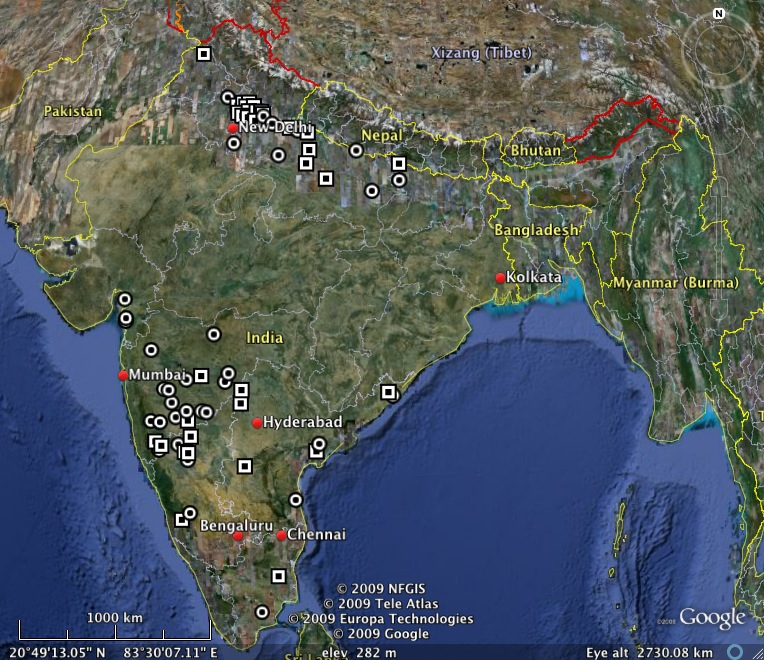 N
Xizang (Tibet)
Pakistan
New Delhi
Nepal
Bhutan
Bangladesh
Kolkata
Myanmar (Burma)
India
Mumbai
Hyderabad
Bengaluru
Chennai
© 2009 NFGIS
© 2009 Tele Atlas
© 2009 Europa Technologies
© 2009 Google
©2009 Google
1000 km
20°49'13.05" N 83°30'07.11" E elev 282 m Eye alt 2730.08 km